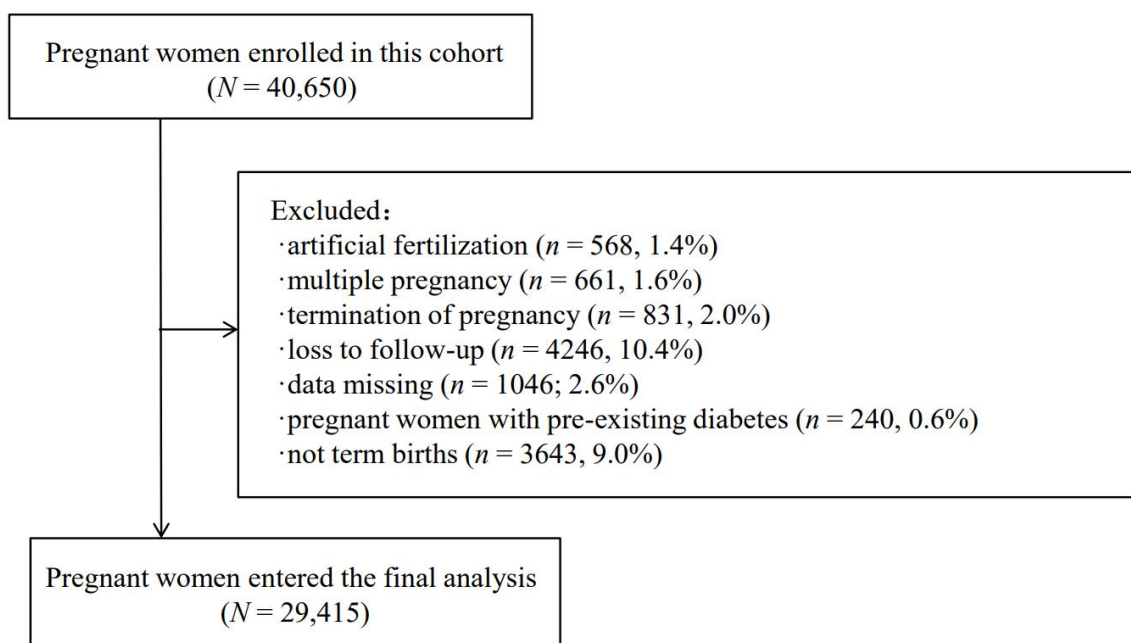 Pregnant women enrolled in this cohort
(N = 40,650)
Excluded：
·artificial fertilization (n = 568, 1.4%)
·multiple pregnancy (n = 661, 1.6%)
·termination of pregnancy (n = 831, 2.0%)
·loss to follow-up (n = 4246, 10.4%)
·data missing (n = 1046; 2.6%)
·pregnant women with pre-existing diabetes (n = 240, 0.6%)
·not term births (n = 3643, 9.0%)
Pregnant women entered the final analysis
(N = 29,415)